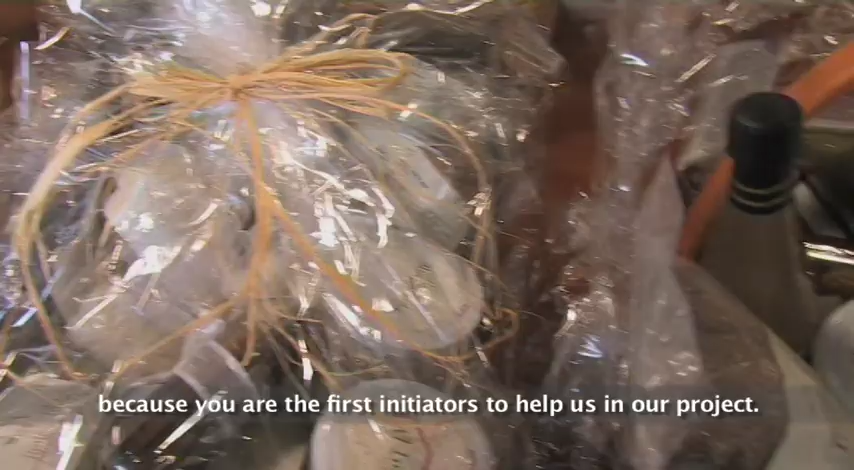 because you are the first initiators to help us in our project.